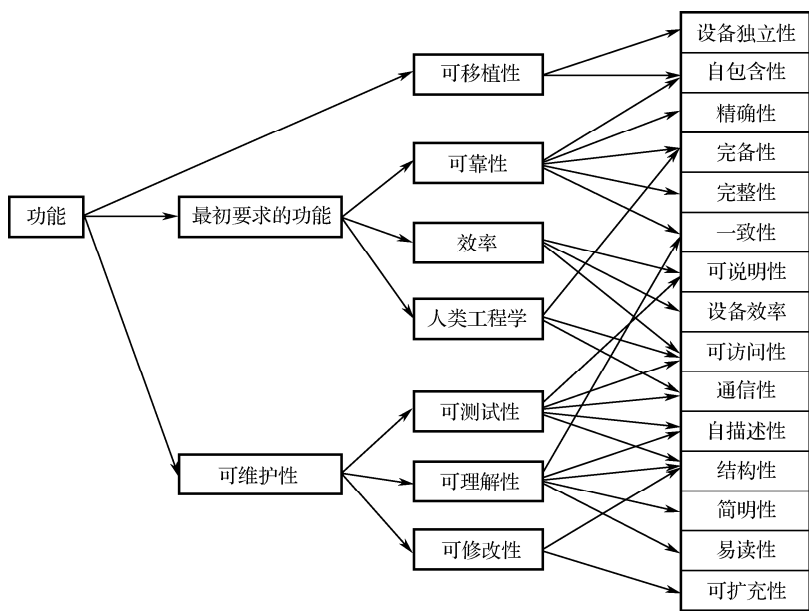 功能
最初要求的功能
可维护性
可移植性
可靠性
效率
人类工程学
可测试性
可理解性
可修改性
设备独立性
自包含性
精确性
完备性
完整性
一致性
可说明性
设备效率
可访问性
通信性
自描述性
结构性
简明性
易读性
可扩充性